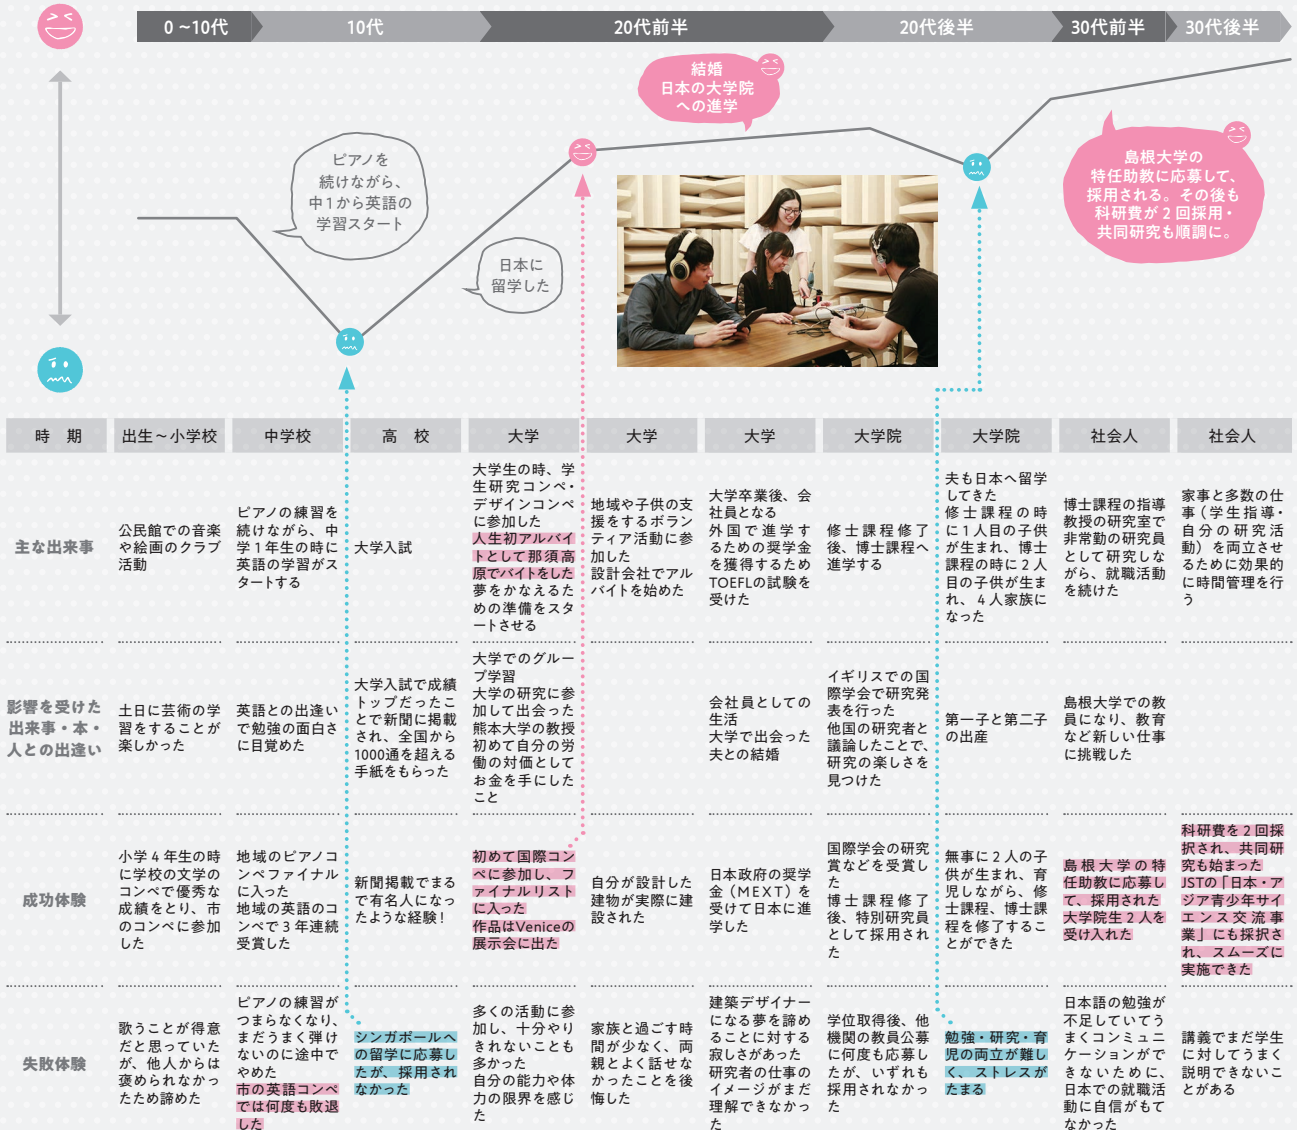 0～10代
10代
20代前半
20代後半
30代前半
30代後半
結婚
日本の大学院
への進学
ピアノを
続けながら、
中1から英語の
学習スタート
日本に
留学した
島根大学の
特任助教に応募して、
採用される。その後も
科研費が2回採用・
共同研究も順調に。
時　期
出生～小学校
中学校
高　校
大学
大学
大学
大学院
大学院
社会人
社会人
主な出来事
公民館での音楽
や絵画のクラブ
活動
ピアノの練習を
続けながら、中
学1年生の時に
英語の学習がス
タートする
大学入試
大学生の時、学
生研究コンペ・
デザインコンペ
に参加した
人生初アルバイ
トとして那須高
原でバイトをした
夢をかなえるた
めの準備をスタ
ートさせる
地域や子供の支
援をするボラン
ティア活動に参
加した
設計会社でアル
バイトを始めた
大学卒業後、会
社員となる
外国で進学す
るための奨学金
を獲得するため
TOEFLの試験を
受けた
修士課程修了
後、博士課程へ
進学する
夫も日本へ留学
してきた
修士課程の時
に1人目の子供
が生まれ、博士
課程の時に2人
目の子供が生ま
れ、4人家族に
なった
博士課程の指導
教授の研究室で
非常勤の研究員
として研究しな
がら、就職活動
を続けた
家事と多数の仕
事（学生指導・
自分の研究活
動）を両立させ
るために効果的
に時間管理を行
う
影響を受けた
出来事・本・
人との出逢い
土日に芸術の学
習をすることが
楽しかった
英語との出逢い
で勉強の面白さ
に目覚めた
大学入試で成績
トップだったこ
とで新聞に掲載
され、全国から
1000通を超える
手紙をもらった
大学でのグルー
プ学習
大学の研究に参
加して出会った
熊本大学の教授
初めて自分の労
働の対価として
お金を手にした
こと
会社員としての
生活
大学で出会った
夫との結婚
イギリスでの国
際学会で研究発
表を行った
他国の研究者と
議論したことで、
研究の楽しさを
見つけた
第一子と第二子
の出産
島根大学での教
員になり、教育
など新しい仕事
に挑戦した
成功体験
小学4年生の時
に学校の文学の
コンペで優秀な
成績をとり、市
のコンペに参加
した
地域のピアノコ
ンペファイナル
に入った
地域の英語のコ
ンペで3年連続
受賞した
新聞掲載でまる
で有名人になっ
たような経験！
初めて国際コン
ペに参加し、フ
ァイナルリスト
に入った
作品はVeniceの
展示会に出た
自分が設計した
建物が実際に建
設された
日本政府の奨学
金（MEXT）を
受けて日本に進
学した
国際学会の研究
賞などを受賞し
た
博士課程修了
後、特別研究員
として採用され
た
無事に2人の子
供が生まれ、育
児しながら、修
士課程、博士課
程を修了するこ
とができた
島根大学の特
任助教に応募し
て、採用された
大学院生2人を
受け入れた
科研費を2回採
択され、共同研
究も始まった
JSTの「日本・ア
ジア青少年サイ
エンス交流事
業」にも採択さ
れ、スムーズに
実施できた
失敗体験
歌うことが得意
だと思っていた
が、他人からは
褒められなかっ
たため諦めた
ピアノの練習が
つまらなくなり、
まだうまく弾け
ないのに途中で
やめた
市の英語コンペ
では何度も敗退
した
シンガポールへ
の留学に応募し
たが、採用され
なかった
多くの活動に参
加し、十分やり
きれないことも
多かった
自分の能力や体
力の限界を感じ
た
家族と過ごす時
間が少なく、両
親とよく話せな
かったことを後
悔した
建築デザイナー
になる夢を諦め
ることに対する
寂しさがあった
研究者の仕事の
イメージがまだ
理解できなかっ
た
学位取得後、他
機関の教員公募
に何度も応募し
たが、いずれも
採用されなかっ
た
勉強・研究・育
児の両立が難し
く、ストレスが
たまる
日本語の勉強が
不足していてう
まくコミュニ
ケーションがで
きないために、
日本での就職活
動に自信がもて
なかった
講義でまだ学生
に対してうまく
説明できないこ
とがある